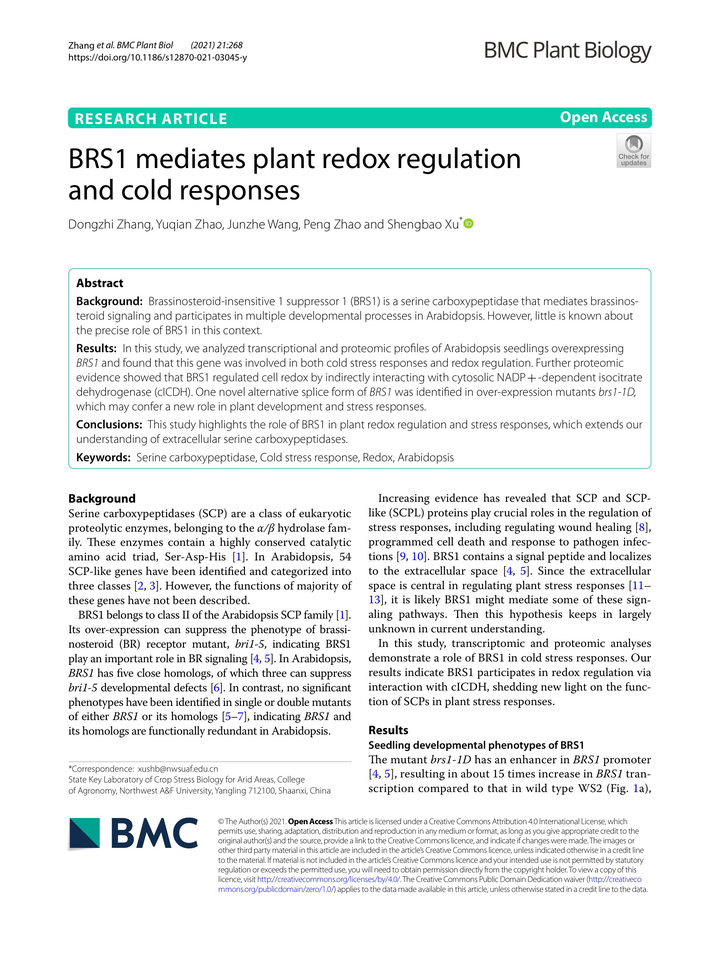 Zhang et al. BMC Plant Biol (2021) 21:268
https://doi.org/10.1186/s12870-021-03045-y
BMC Plant Biology
RESEARCH ARTICLE
Open Access
Check for
updates
BRS1 mediates plant redox regulation
and cold responses
Dongzhi Zhang, Yuqian Zhao, Junzhe Wang, Peng Zhao and Shengbao Xu*
Abstract
Background: Brassinosteroid-insensitive 1 suppressor 1 (BRS1) is a serine carboxypeptidase that mediates brassinos-
teroid signaling and participates in multiple developmental processes in Arabidopsis. However, little is known about
the precise role of BRS1 in this context.
Results: In this study, we analyzed transcriptional and proteomic profiles of Arabidopsis seedlings overexpressing
BRS1 and found that this gene was involved in both cold stress responses and redox regulation. Further proteomic
evidence showed that BRS1 regulated cell redox by indirectly interacting with cytosolic NADP + -dependent isocitrate
dehydrogenase (cICDH). One novel alternative splice form of BRS1 was identified in over-expression mutants brs1-1D,
which may confer a new role in plant development and stress responses.
Conclusions: This study highlights the role of BRS1 in plant redox regulation and stress responses, which extends our
understanding of extracellular serine carboxypeptidases.
Keywords: Serine carboxypeptidase, Cold stress response, Redox, Arabidopsis
Background
Serine carboxypeptidases (SCP) are a class of eukaryotic
proteolytic enzymes, belonging to the α/β hydrolase fam-
ily. These enzymes contain a highly conserved catalytic
amino acid triad, Ser-Asp-His [1]. In Arabidopsis, 54
SCP-like genes have been identified and categorized into
three classes [2, 3]. However, the functions of majority of
these genes have not been described.
BRS1 belongs to class II of the Arabidopsis SCP family [1].
Its over-expression can suppress the phenotype of brassi-
nosteroid (BR) receptor mutant, bri1-5, indicating BRS1
play an important role in BR signaling [4, 5]. In Arabidopsis,
BRS1 has five close homologs, of which three can suppress
bri1-5 developmental defects [6]. In contrast, no significant
phenotypes have been identified in single or double mutants
of either BRS1 or its homologs [5–7], indicating BRS1 and
its homologs are functionally redundant in Arabidopsis.
*Correspondence: xushb@nwsuaf.edu.cn
State Key Laboratory of Crop Stress Biology for Arid Areas, College
of Agronomy, Northwest A&F University, Yangling 712100, Shaanxi, China
Increasing evidence has revealed that SCP and SCP-
like (SCPL) proteins play crucial roles in the regulation of
stress responses, including regulating wound healing [8],
programmed cell death and response to pathogen infec-
tions [9, 10]. BRS1 contains a signal peptide and localizes
to the extracellular space [4, 5]. Since the extracellular
space is central in regulating plant stress responses [11–
13], it is likely BRS1 might mediate some of these sign-
aling pathways. Then this hypothesis keeps in largely
unknown in current understanding.
In this study, transcriptomic and proteomic analyses
demonstrate a role of BRS1 in cold stress responses. Our
results indicate BRS1 participates in redox regulation via
interaction with cICDH, shedding new light on the func-
tion of SCPs in plant stress responses.
Results
Seedling developmental phenotypes of BRS1
The mutant brs1-1D has an enhancer in BRS1 promoter
[4, 5], resulting in about 15 times increase in BRS1 tran-
scription compared to that in wild type WS2 (Fig. 1a),
BMC
© The Author(s) 2021. Open Access This article is licensed under a Creative Commons Attribution 4.0 International License, which
permits use, sharing, adaptation, distribution and reproduction in any medium or format, as long as you give appropriate credit to the
original author(s) and the source, provide a link to the Creative Commons licence, and indicate if changes were made. The images or
other third party material in this article are included in the article's Creative Commons licence, unless indicated otherwise in a credit line
to the material. If material is not included in the article's Creative Commons licence and your intended use is not permitted by statutory
regulation or exceeds the permitted use, you will need to obtain permission directly from the copyright holder. To view a copy of this
licence, visit http://creativecommons.org/licenses/by/4.0/. The Creative Commons Public Domain Dedication waiver (http://creativeco
mmons.org/publicdomain/zero/1.0/) applies to the data made available in this article, unless otherwise stated in a credit line to the data.